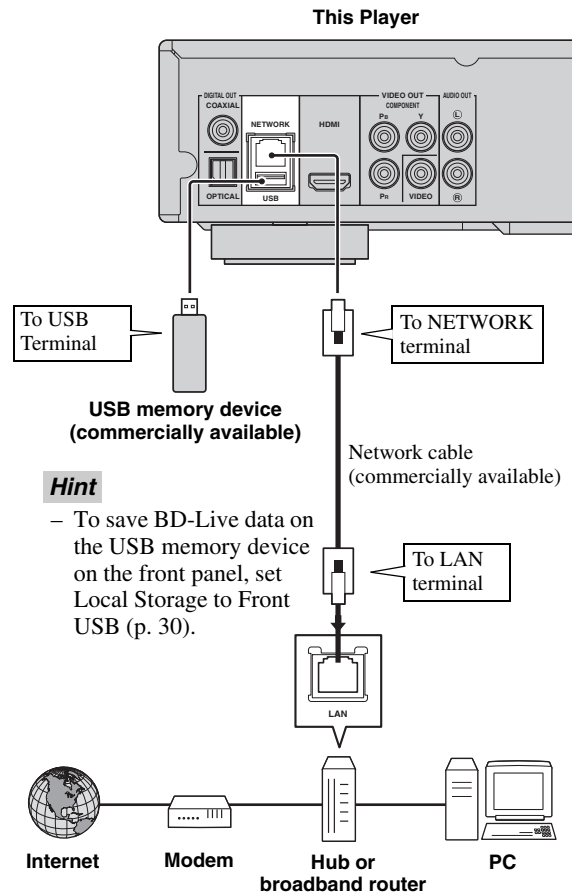 This Player
DIGITAL OUT
COAXIAL
OPTICAL
NETWORK
USB
HDMI
VIDEO OUT
COMPONENT
PB
Y
PR
VIDEO
AUDIO OUT
L
R
To USB
Terminal
To NETWORK
terminal
USB memory device
(commercially available)
Network cable
(commercially available)
Hint
– To save BD-Live data on
the USB memory device
on the front panel, set
Local Storage to Front
USB (p. 30).
To LAN
terminal
LAN
Internet
Modem
Hub or
broadband router
PC